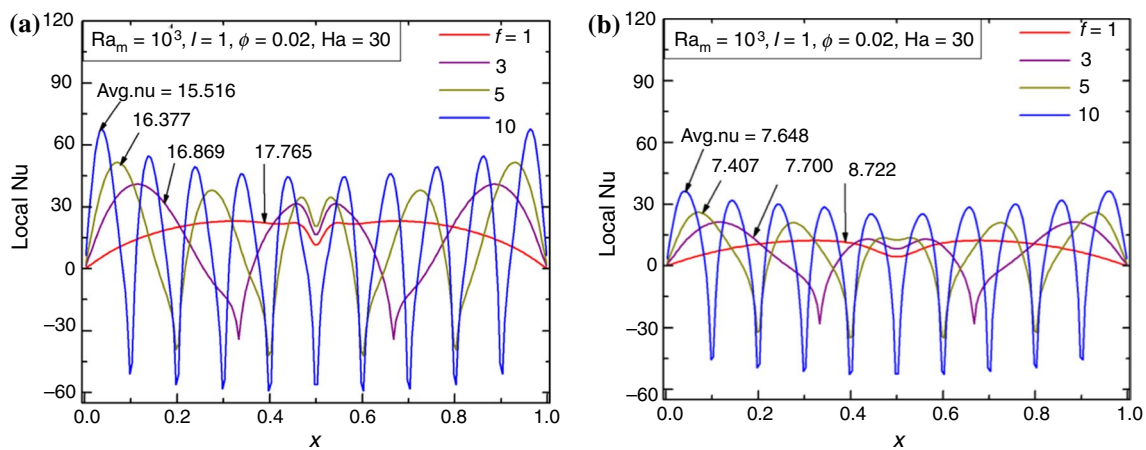 (a)
Ra_m = 10^3, I = 1, ϕ = 0.02, Ha = 30
f = 1
3
5
10
Avg.nu = 15.516
16.377
16.869
17.765
Local Nu
120
90
60
30
0
–30
–60
0.0 0.2 0.4 0.6 0.8 1.0
x
(b)
Ra_m = 10^3, I = 1, ϕ = 0.02, Ha = 30
f = 1
3
5
10
Avg.nu = 7.648
7.407
7.700
8.722
Local Nu
120
90
60
30
0
–30
–60
0.0 0.2 0.4 0.6 0.8 1.0
x